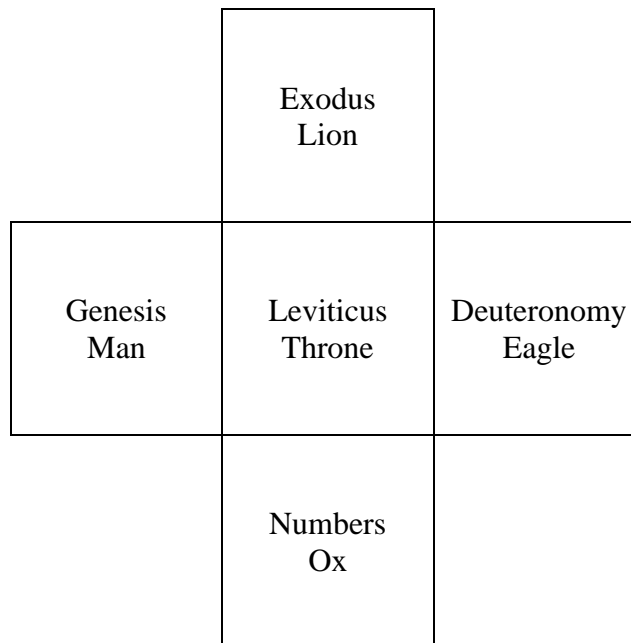 Exodus
Lion
Genesis
Man
Leviticus
Throne
Deuteronomy
Eagle
Numbers
Ox